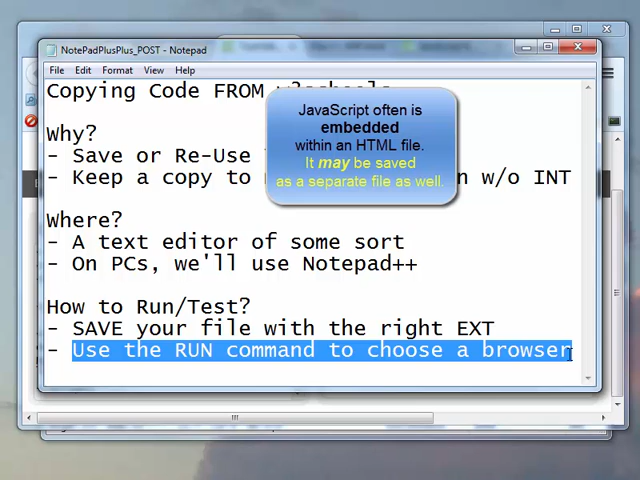 NotePadPlusPlus_POST - Notepad
File Edit Format View Help
Copying Code FROM w3schools
JavaScript often is
embedded
within an HTML file.
It may be saved
as a separate file as well.
Why?
- Save or Re-Use
- Keep a copy to w/o INT
Where?
- A text editor of some sort
- On PCs, we'll use Notepad++
How to Run/Test?
- SAVE your file with the right EXT
- Use the RUN command to choose a browser